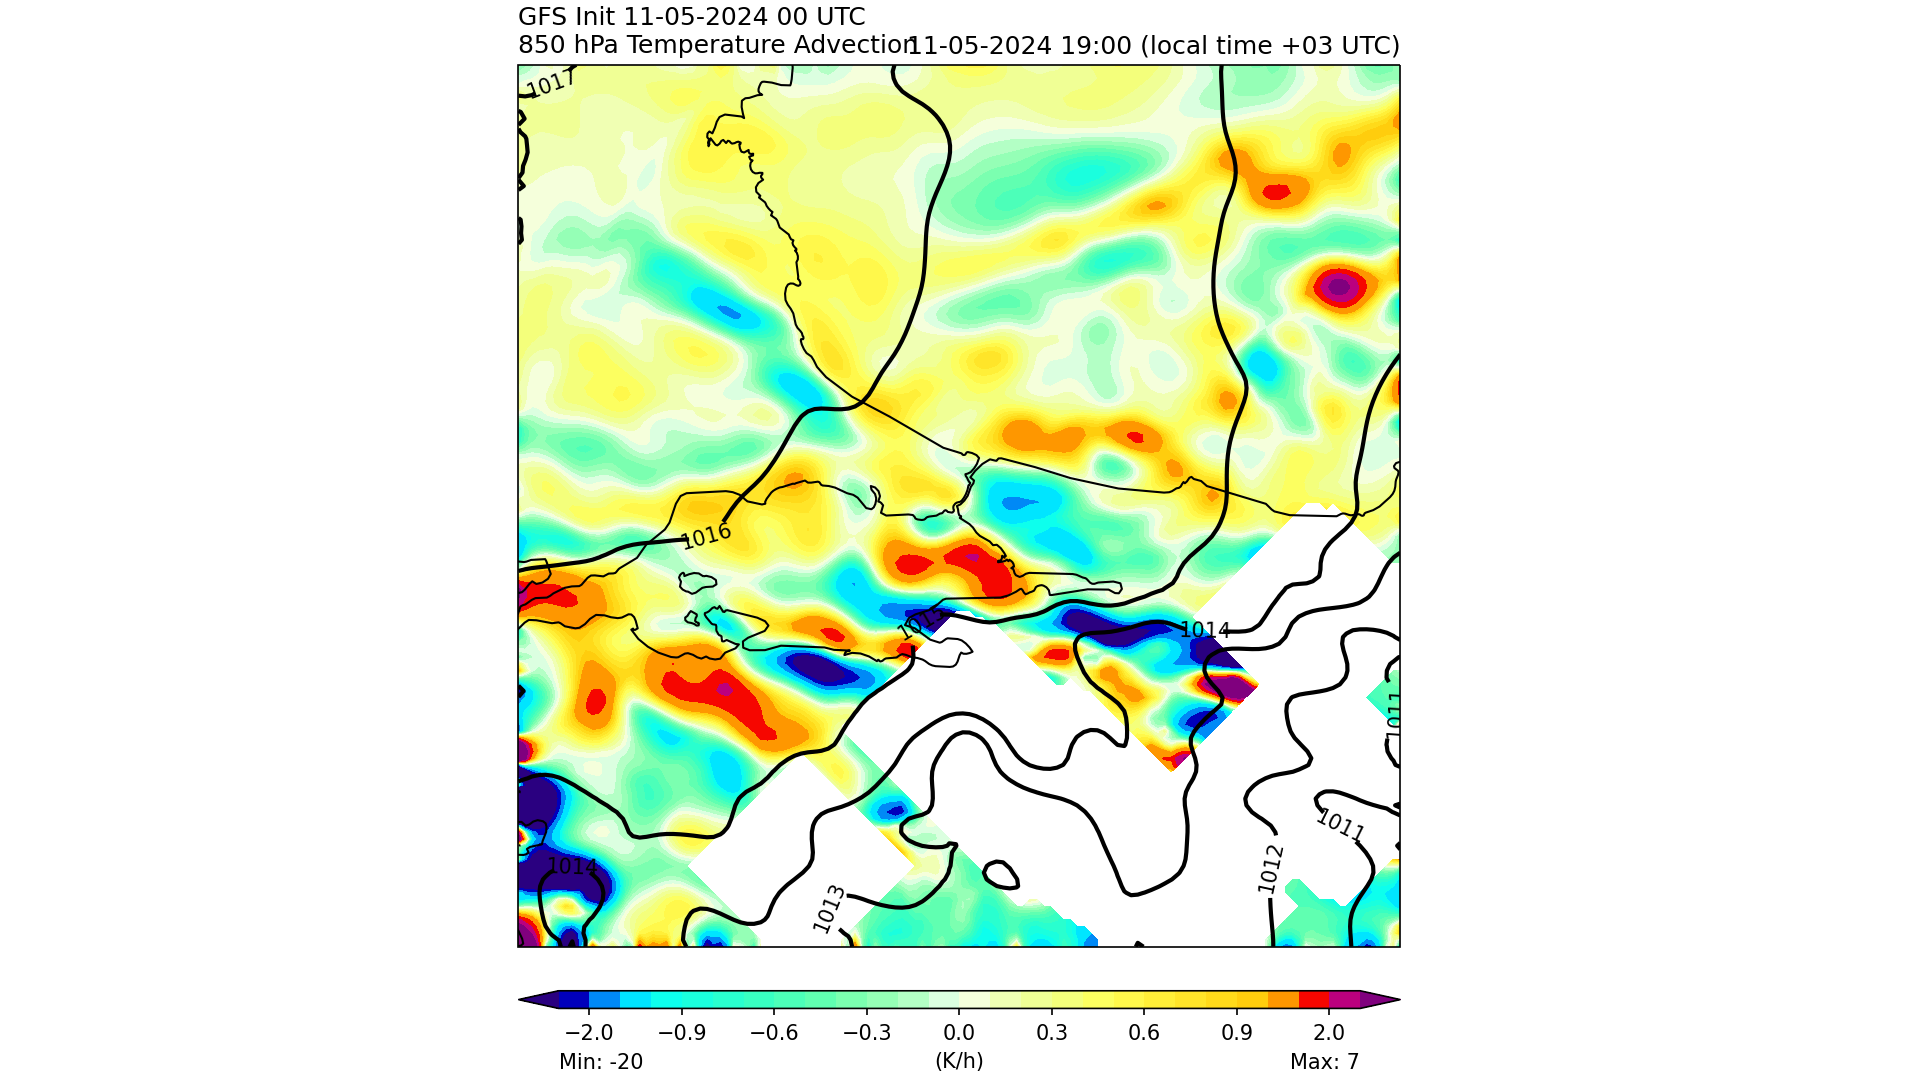 GFS Init 11-05-2024 00 UTC
850 hPa Temperature Advection
11-05-2024 19:00 (local time +03 UTC)
1017
1016
1015
1014
1011
1011
1012
1014
1013
−2.0 −0.9 −0.6 −0.3 0.0 0.3 0.6 0.9 2.0
Min: -20 (K/h) Max: 7